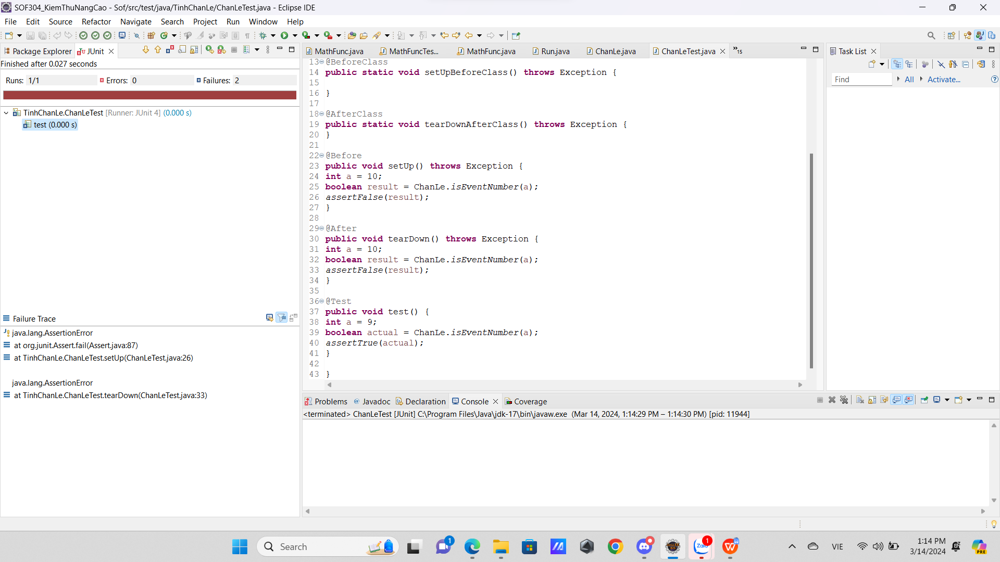 SOF304_KiemThuNangCao - Sof/src/test/java/TinhChanLe/ChanLeTest.java - Eclipse IDE
File Edit Source Refactor Navigate Search Project Run Window Help
Package Explorer JUnit
Finished after 0.027 seconds
Runs: 1/1 Errors: 0 Failures: 2
TinhChanLe.ChanLeTest [Runner: JUnit 4] (0.000 s)
test (0.000 s)
Failure Trace
java.lang.AssertionError
at org.junit.Assert.fail(Assert.java:87)
at TinhChanLe.ChanLeTest.setUp(ChanLeTest.java:26)
java.lang.AssertionError
at TinhChanLe.ChanLeTest.tearDown(ChanLeTest.java:33)
MathFunc.java MathFuncTes... MathFunc.java Run.java ChanLe.java ChanLeTest.java »15
13 @BeforeClass
14 public static void setUpBeforeClass() throws Exception {
15
16 }
17
18 @AfterClass
19 public static void tearDownAfterClass() throws Exception {
20 }
21
22 @Before
23 public void setUp() throws Exception {
24 int a = 10;
25 boolean result = ChanLe.isEventNumber(a);
26 assertFalse(result);
27 }
28
29 @After
30 public void tearDown() throws Exception {
31 int a = 10;
32 boolean result = ChanLe.isEventNumber(a);
33 assertFalse(result);
34 }
35
36 @Test
37 public void test() {
38 int a = 9;
39 boolean actual = ChanLe.isEventNumber(a);
40 assertTrue(actual);
41 }
42
43 }
Task List
Find All Activate...
Problems Javadoc Declaration Console Coverage
<terminated> ChanLeTest [JUnit] C:\Program Files\Java\jdk-17\bin\javaw.exe (Mar 14, 2024, 1:14:29 PM – 1:14:30 PM) [pid: 11944]
Search
1
Zalo
1
W
VIE
1:14 PM
3/14/2024
PRE